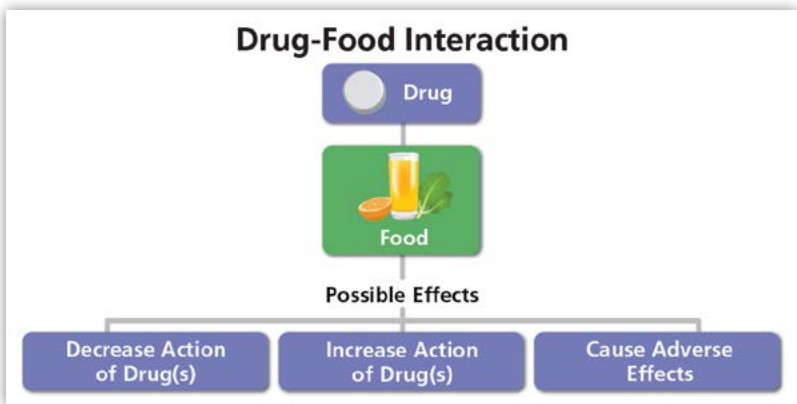 Drug-Food Interaction
Drug
Food
Possible Effects
Decrease Action
of Drug(s)
Increase Action
of Drug(s)
Cause Adverse
Effects